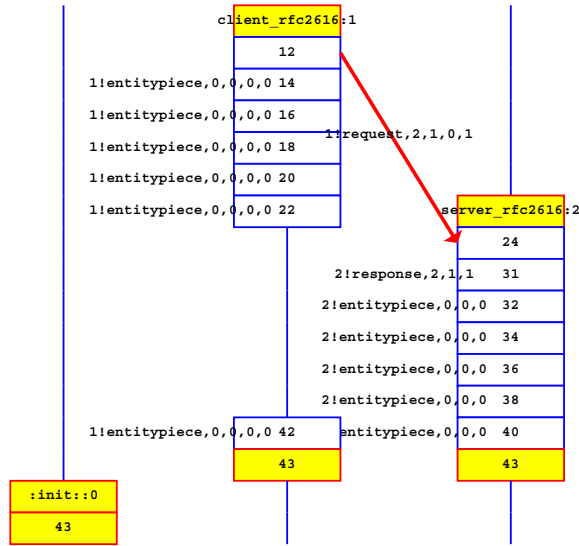 client_rfc2616:1
12
1!entitypiece,0,0,0,0 14
1!entitypiece,0,0,0,0 16
1!request,2,1,0,1
1!entitypiece,0,0,0,0 18
1!entitypiece,0,0,0,0 20
1!entitypiece,0,0,0,0 22
server_rfc2616:2
24
2!response,2,1,1 31
2!entitypiece,0,0,0 32
2!entitypiece,0,0,0 34
2!entitypiece,0,0,0 36
2!entitypiece,0,0,0 38
1!entitypiece,0,0,0,0 42 entitypiece,0,0,0 40
43 43
:init::0
43